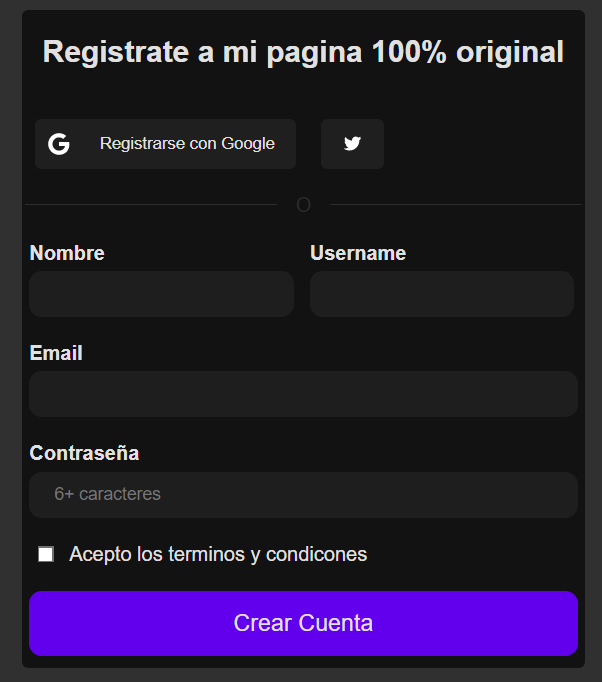 Registrate a mi pagina 100% original
Registrarse con Google
O
Nombre Username
Email
Contraseña
6+ caracteres
Acepto los terminos y condicones
Crear Cuenta